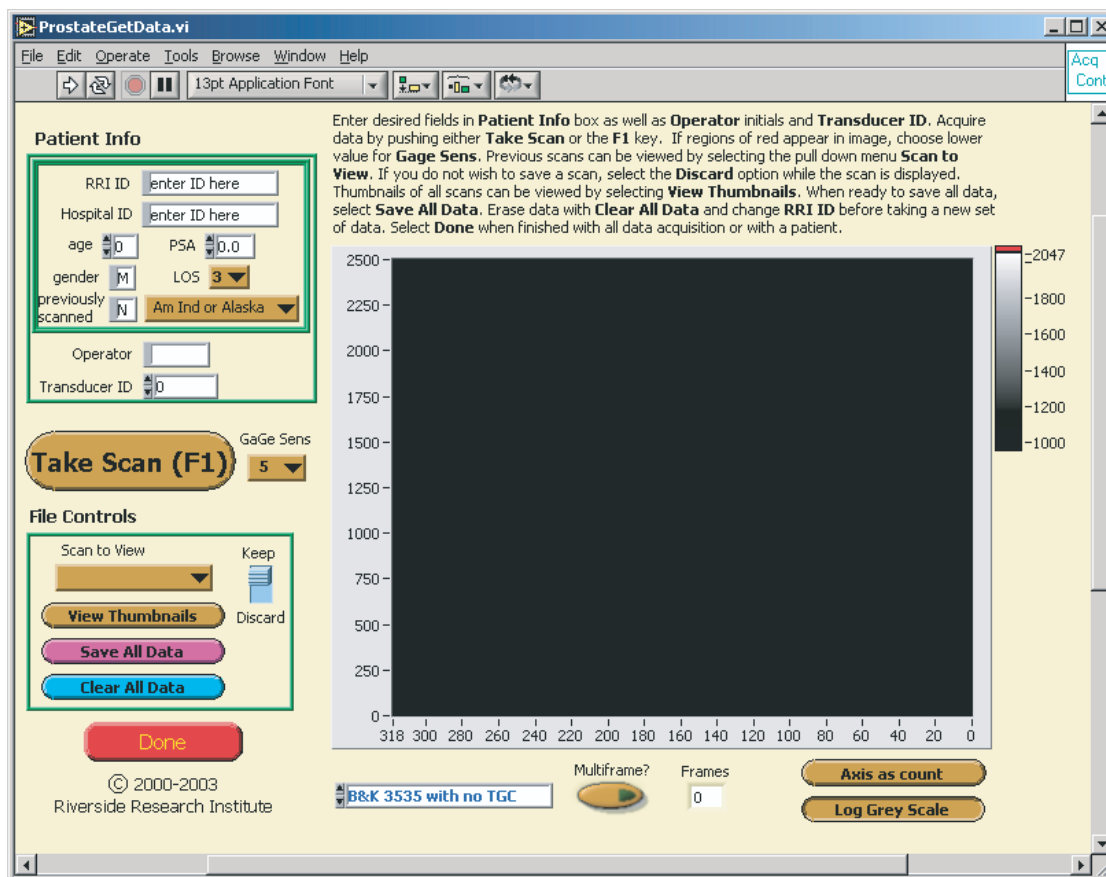 ProstateGetData.vi
File Edit Operate Tools Browse Window Help
13pt Application Font
Acq
Cont
Enter desired fields in Patient Info box as well as Operator initials and Transducer ID. Acquire
data by pushing either Take Scan or the F1 key. If regions of red appear in image, choose lower
value for Gage Sens. Previous scans can be viewed by selecting the pull down menu Scan to
View. If you do not wish to save a scan, select the Discard option while the scan is displayed.
Thumbnails of all scans can be viewed by selecting View Thumbnails. When ready to save all data,
select Save All Data. Erase data with Clear All Data and change RRI ID before taking a new set
of data. Select Done when finished with all data acquisition or with a patient.
Patient Info
RRI ID enter ID here
Hospital ID enter ID here
age 0 PSA 0.0
gender M LOS 3
previously
scanned N Am Ind or Alaska
Operator
Transducer ID 0
Take Scan (F1)
GaGe Sens
5
File Controls
Scan to View
Keep
View Thumbnails
Discard
Save All Data
Clear All Data
Done
© 2000-2003
Riverside Research Institute
2500
2250
2000
1750
1500
1250
1000
750
500
250
0
318 300 280 260 240 220 200 180 160 140 120 100 80 60 40 20 0
2047
1800
1600
1400
1200
1000
B&K 3535 with no TGC
Multiframe?
Frames
0
Axis as count
Log Grey Scale